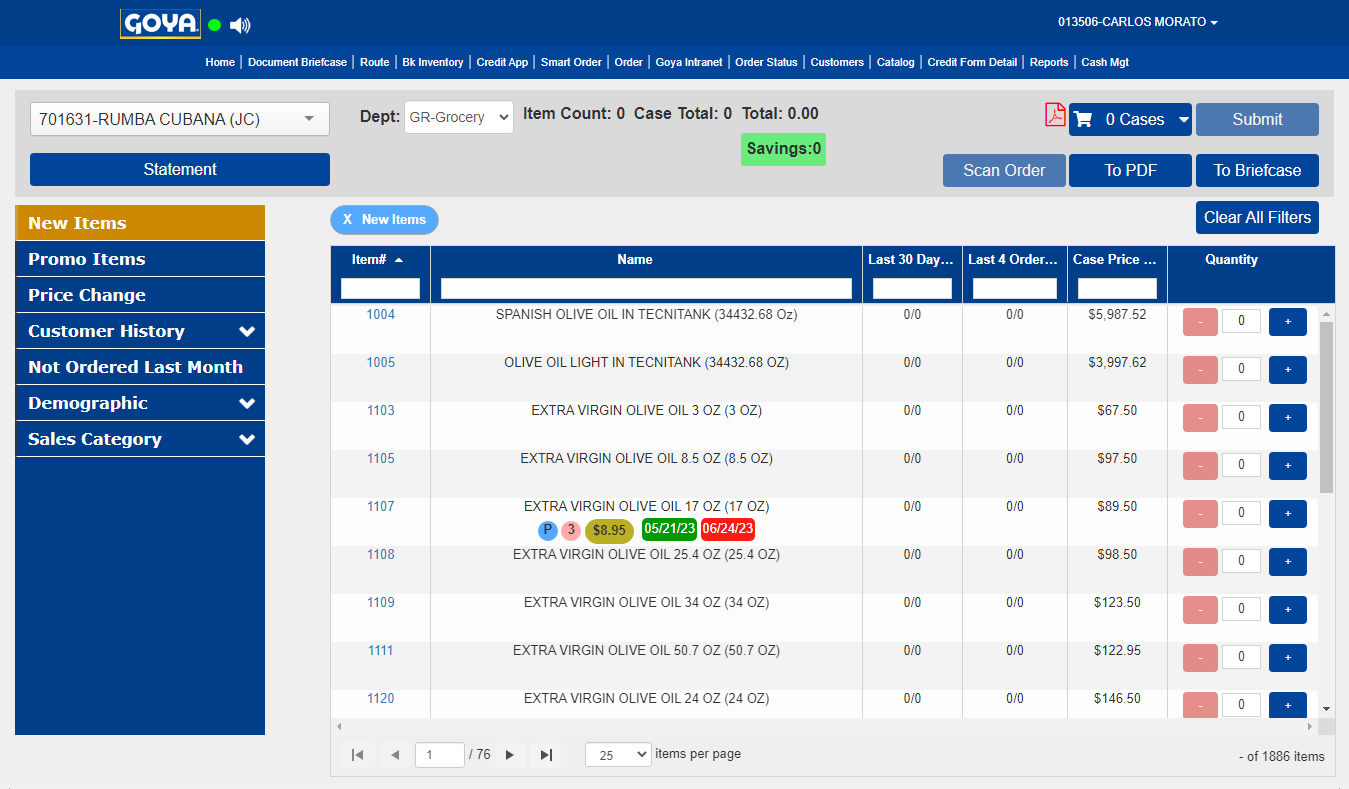 GOYA 013506-CARLOS MORATO
Home | Document Briefcase | Route | Bk Inventory | Credit App | Smart Order | Order | Goya Intranet | Order Status | Customers | Catalog | Credit Form Detail | Reports | Cash Mgt
701631-RUMBA CUBANA (JC) Dept: GR-Grocery Item Count: 0 Case Total: 0 Total: 0.00 0 Cases Submit
Savings:0
Statement Scan Order To PDF To Briefcase
New Items
Promo Items
Price Change
Customer History
Not Ordered Last Month
Demographic
Sales Category
X New Items Clear All Filters
Item# Name Last 30 Day... Last 4 Order... Case Price ... Quantity
1004 SPANISH OLIVE OIL IN TECNITANK (34432.68 Oz) 0/0 0/0 $5,987.52 - 0 +
1005 OLIVE OIL LIGHT IN TECNITANK (34432.68 OZ) 0/0 0/0 $3,997.62 - 0 +
1103 EXTRA VIRGIN OLIVE OIL 3 OZ (3 OZ) 0/0 0/0 $67.50 - 0 +
1105 EXTRA VIRGIN OLIVE OIL 8.5 OZ (8.5 OZ) 0/0 0/0 $97.50 - 0 +
1107 EXTRA VIRGIN OLIVE OIL 17 OZ (17 OZ) 0/0 0/0 $89.50 - 0 +
P 3 $8.95 05/21/23 06/24/23
1108 EXTRA VIRGIN OLIVE OIL 25.4 OZ (25.4 OZ) 0/0 0/0 $98.50 - 0 +
1109 EXTRA VIRGIN OLIVE OIL 34 OZ (34 OZ) 0/0 0/0 $123.50 - 0 +
1111 EXTRA VIRGIN OLIVE OIL 50.7 OZ (50.7 OZ) 0/0 0/0 $122.95 - 0 +
1120 EXTRA VIRGIN OLIVE OIL 24 OZ (24 OZ) 0/0 0/0 $146.50 - 0 +
1 / 76 25 items per page - of 1886 items